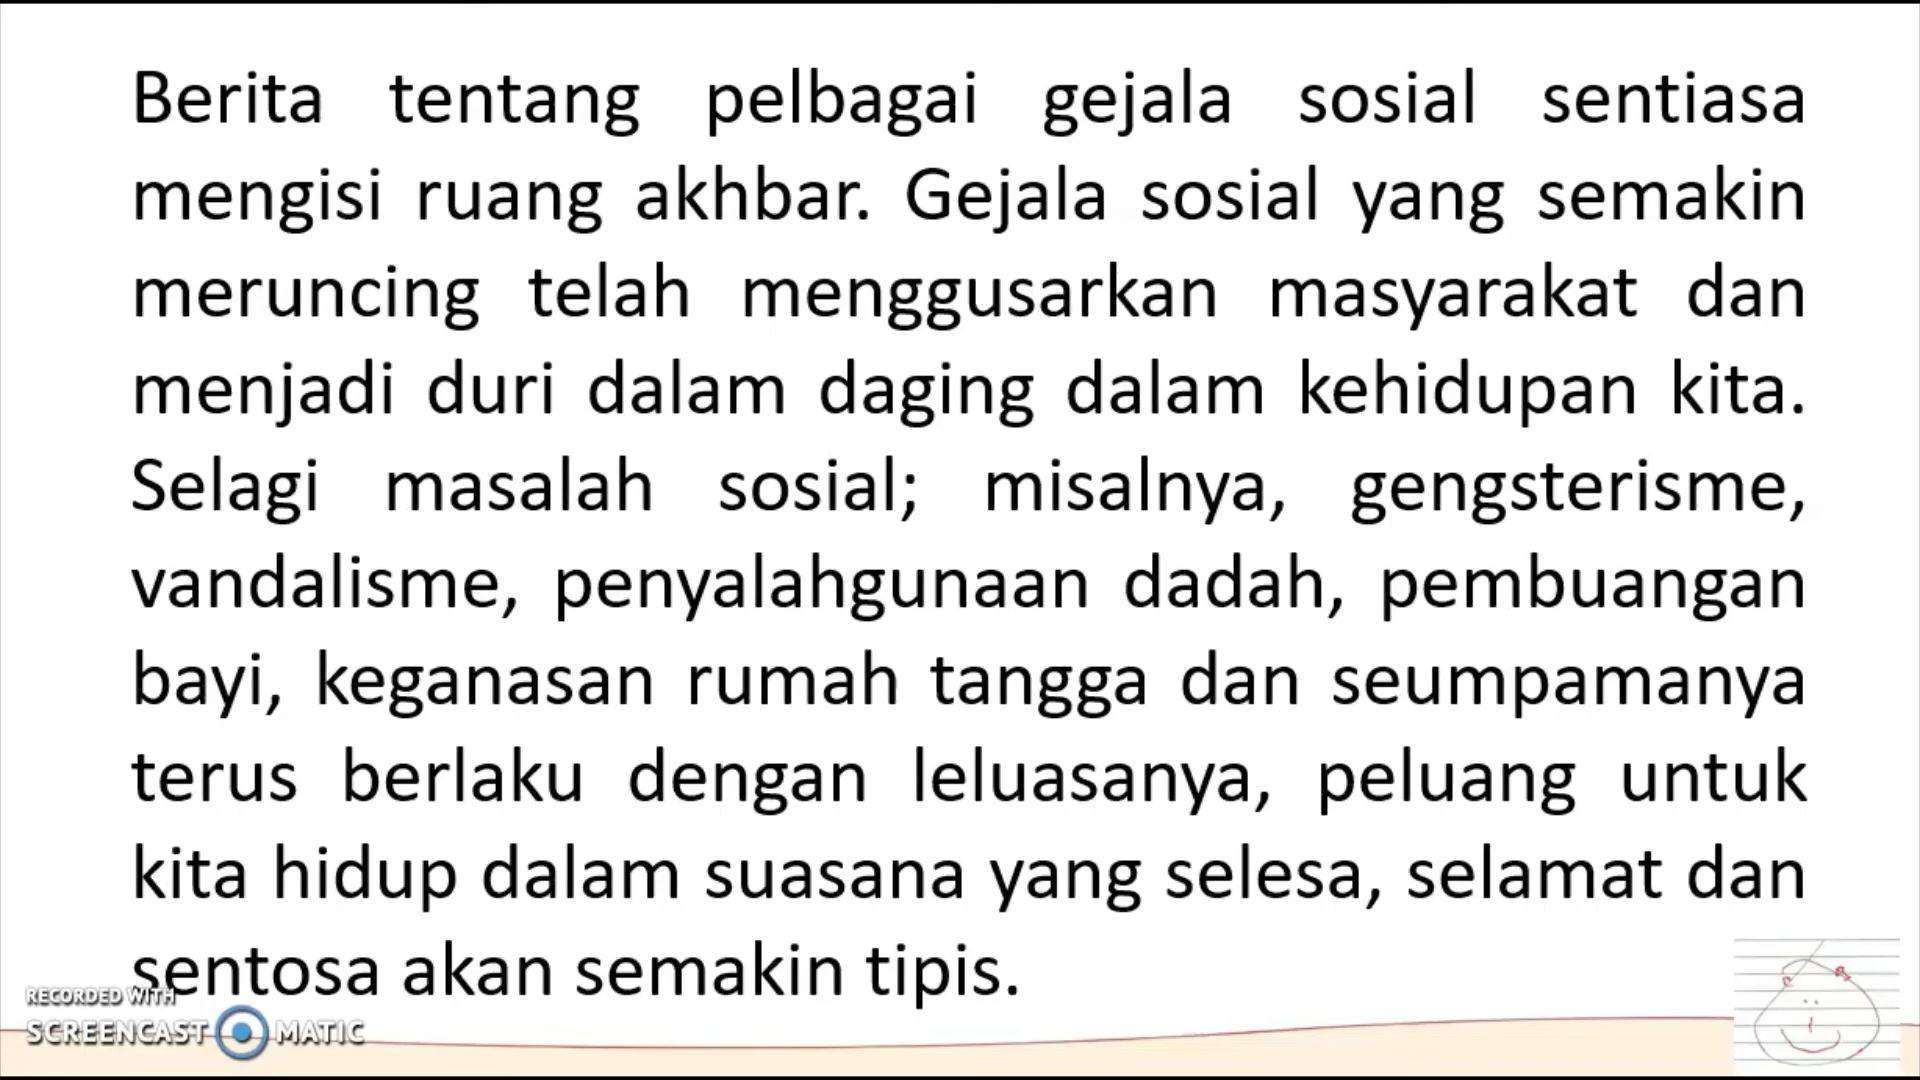 Berita tentang pelbagai gejala sosial sentiasa
mengisi ruang akhbar. Gejala sosial yang semakin
meruncing telah menggusarkan masyarakat dan
menjadi duri dalam daging dalam kehidupan kita.
Selagi masalah sosial; misalnya, gengsterisme,
vandalisme, penyalahgunaan dadah, pembuangan
bayi, keganasan rumah tangga dan seumpamanya
terus berlaku dengan leluasanya, peluang untuk
kita hidup dalam suasana yang selesa, selamat dan
sentosa akan semakin tipis.
RECORDED WITH
SCREENCAST MATIC